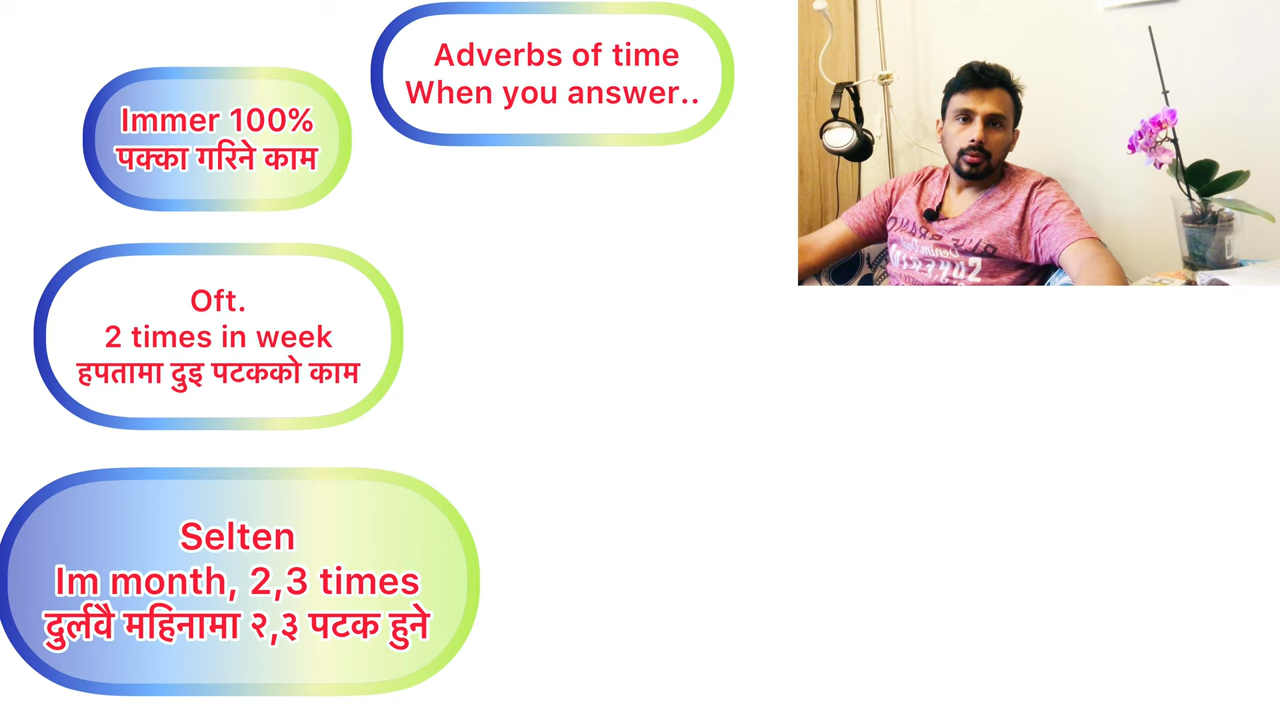 Adverbs of time
When you answer..
Immer 100%
पक्का गरिने काम
Oft.
2 times in week
हपतामा दुइ पटकको काम
Selten
Im month, 2,3 times
दुर्लवै महिनामा २,३ पटक हुने